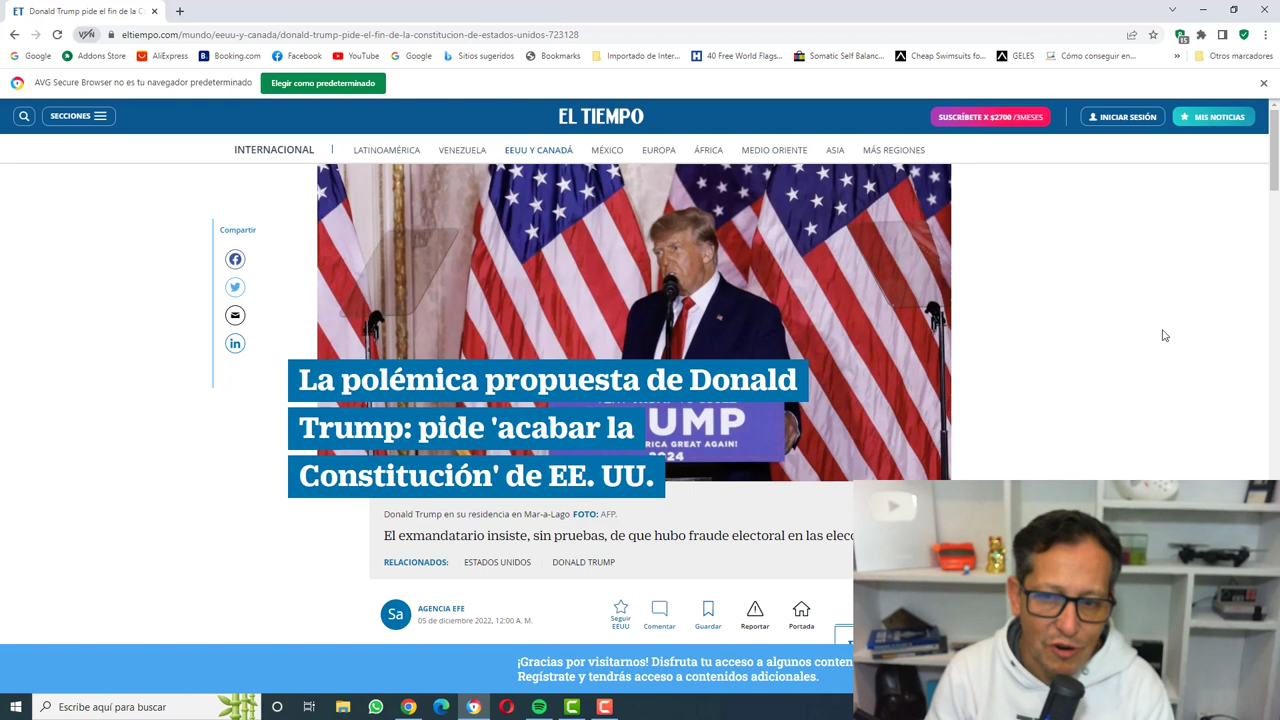 Donald Trump pide el fin de la C
eltiempo.com/mundo/eeuu-y-canada/donald-trump-pide-el-fin-de-la-constitucion-de-estados-unidos-723128
Google Addons Store AliExpress Booking.com Facebook YouTube Google Sitios sugeridos Bookmarks Importado de Inter... 40 Free World Flags... Somatic Self Balanc... Cheap Swimsuits fo... GELES Cómo conseguir en... » Otros marcadores
AVG Secure Browser no es tu navegador predeterminado Elegir como predeterminado
SECCIONES EL TIEMPO SUSCRÍBETE X $2700 /3MESES INICIAR SESIÓN MIS NOTICIAS
INTERNACIONAL LATINOAMÉRICA VENEZUELA EEUU Y CANADÁ MÉXICO EUROPA ÁFRICA MEDIO ORIENTE ASIA MÁS REGIONES
Compartir
La polémica propuesta de Donald
Trump: pide 'acabar la
Constitución' de EE. UU.
UMP
RICA GREAT AGAIN!
2024
Donald Trump en su residencia en Mar-a-Lago FOTO: AFP.
El exmandatario insiste, sin pruebas, de que hubo fraude electoral en las elec
RELACIONADOS: ESTADOS UNIDOS DONALD TRUMP
Sa AGENCIA EFE
05 de diciembre 2022, 12:00 A. M.
Seguir
EEUU Comentar Guardar Reportar Portada
¡Gracias por visitarnos! Disfruta tu acceso a algunos conten
Regístrate y tendrás acceso a contenidos adicionales.
Escribe aquí para buscar